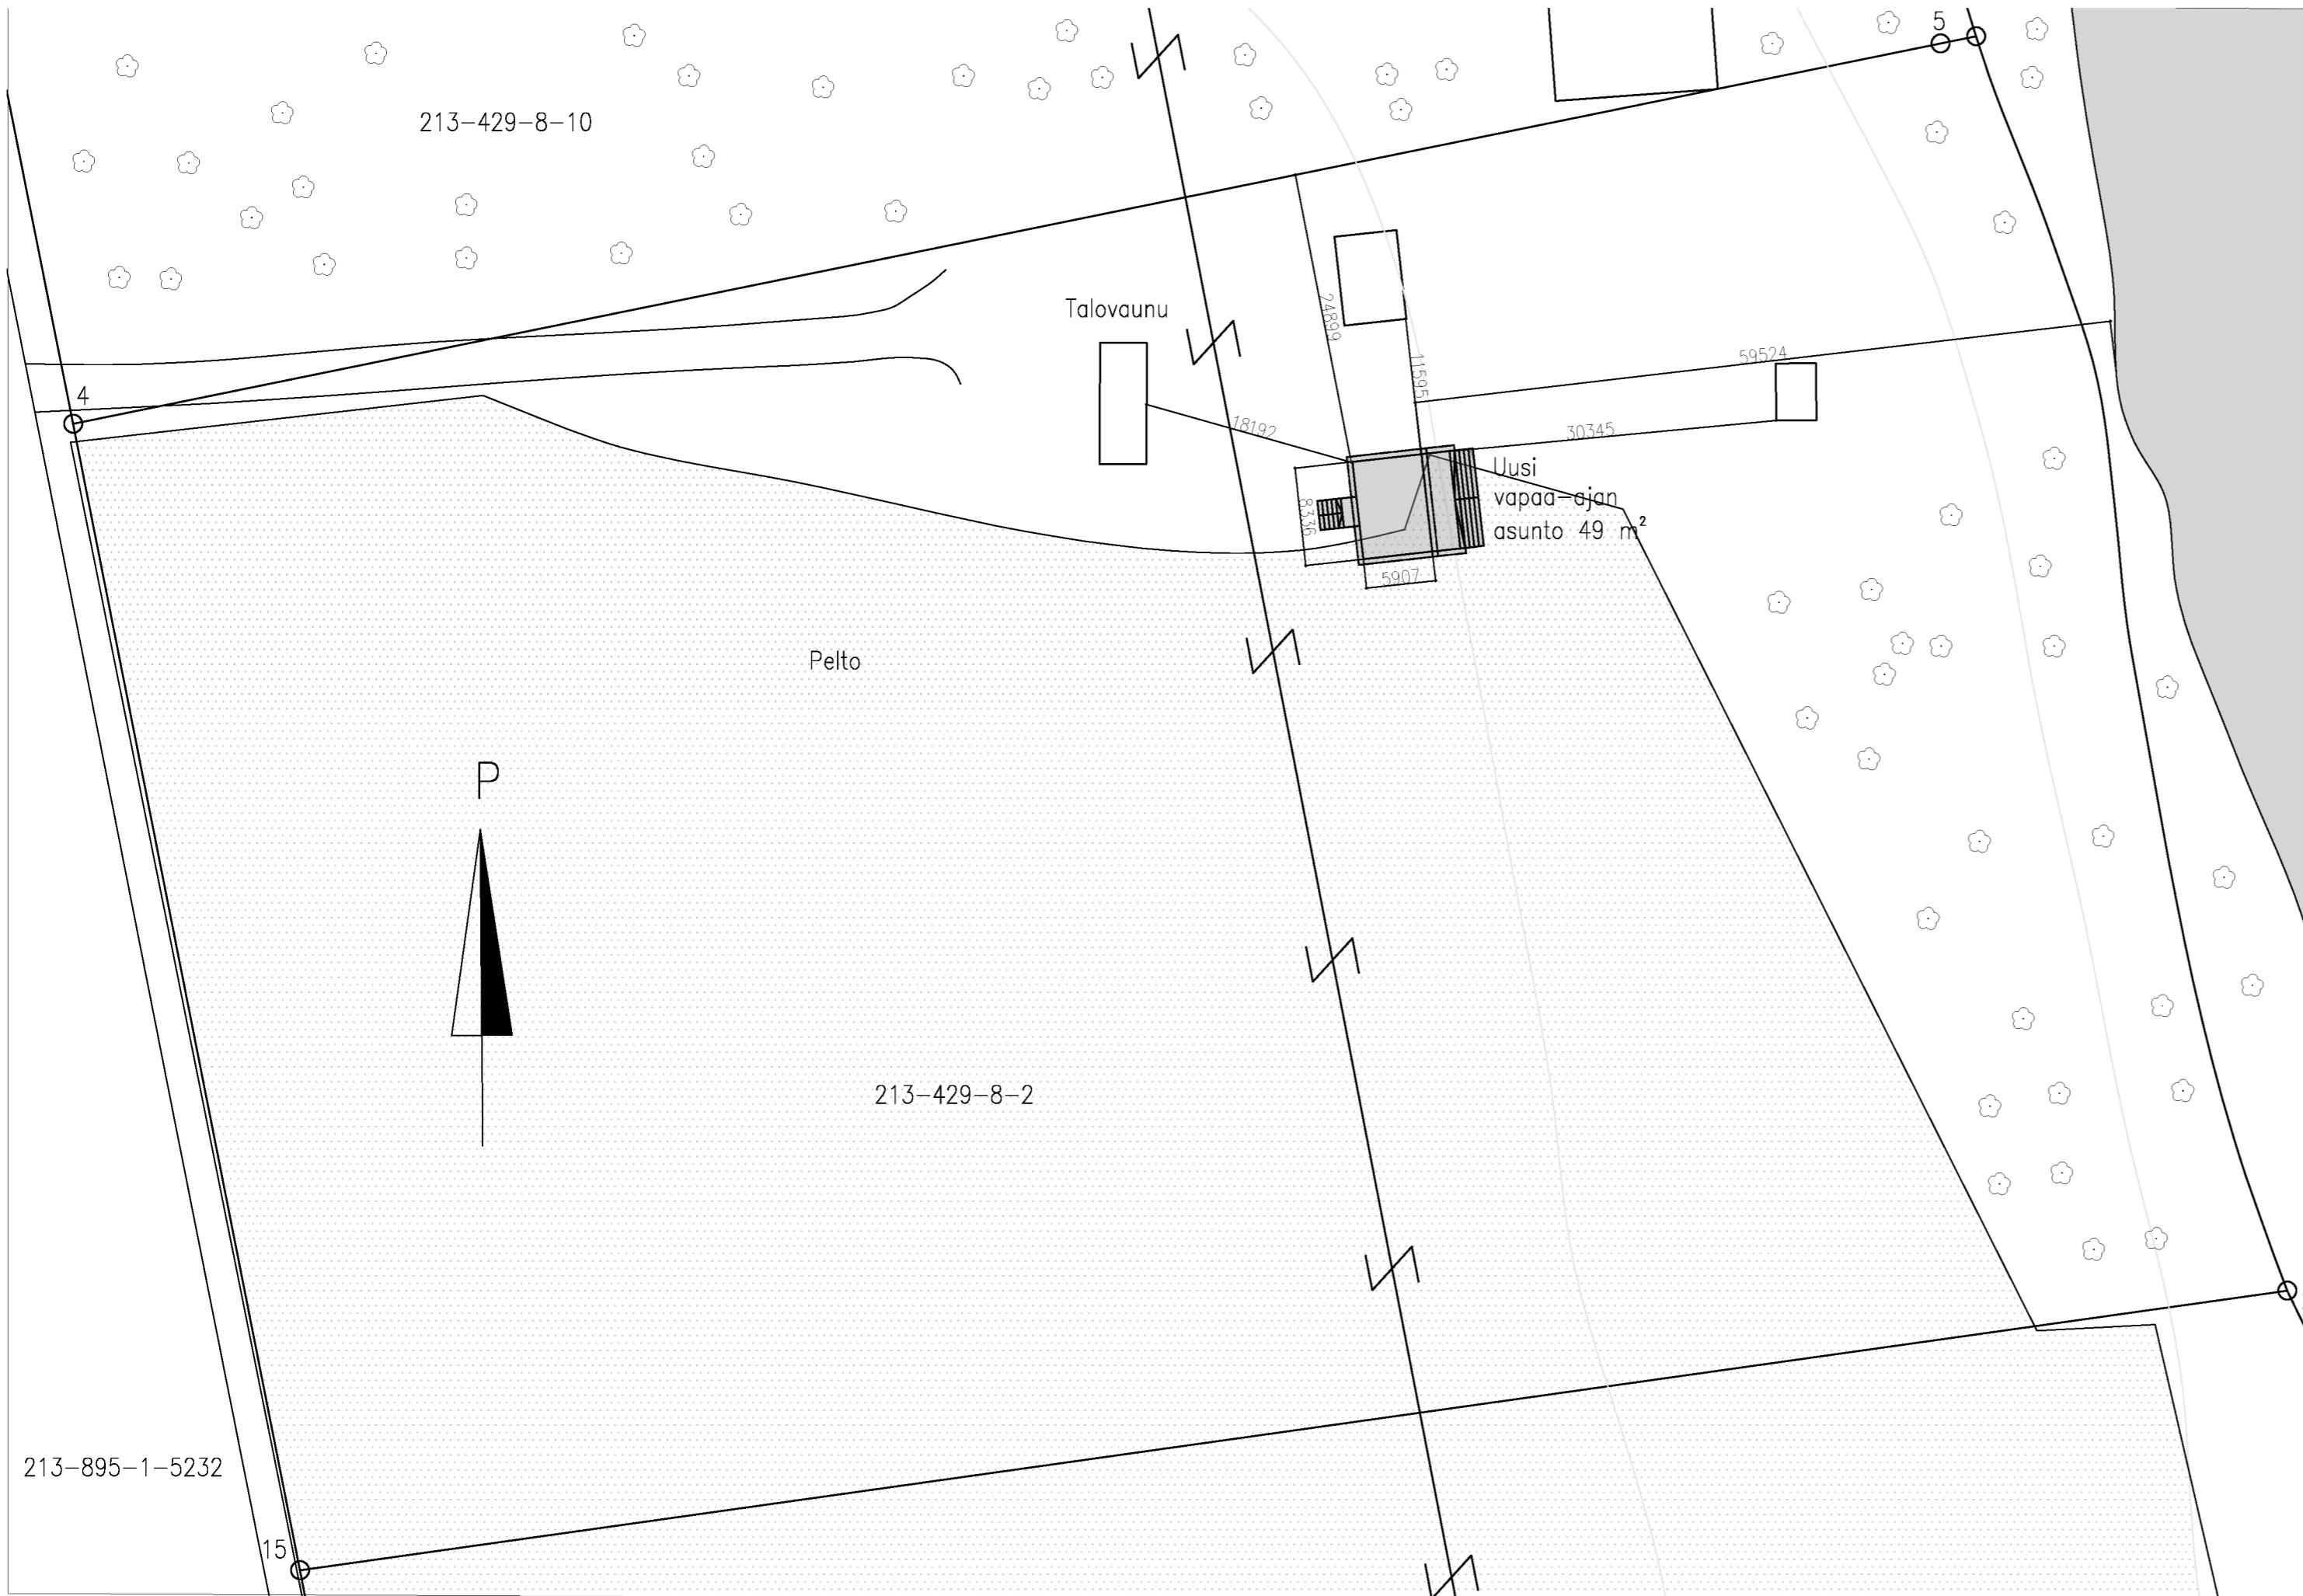 5
213-429-8-10
Talovaunu
24899
11595
59524
4
18192
30345
Uusi
vapaa-ajan
asunto 49 m²
8336
5907
Pelto
P
213-429-8-2
213-895-1-5232
15